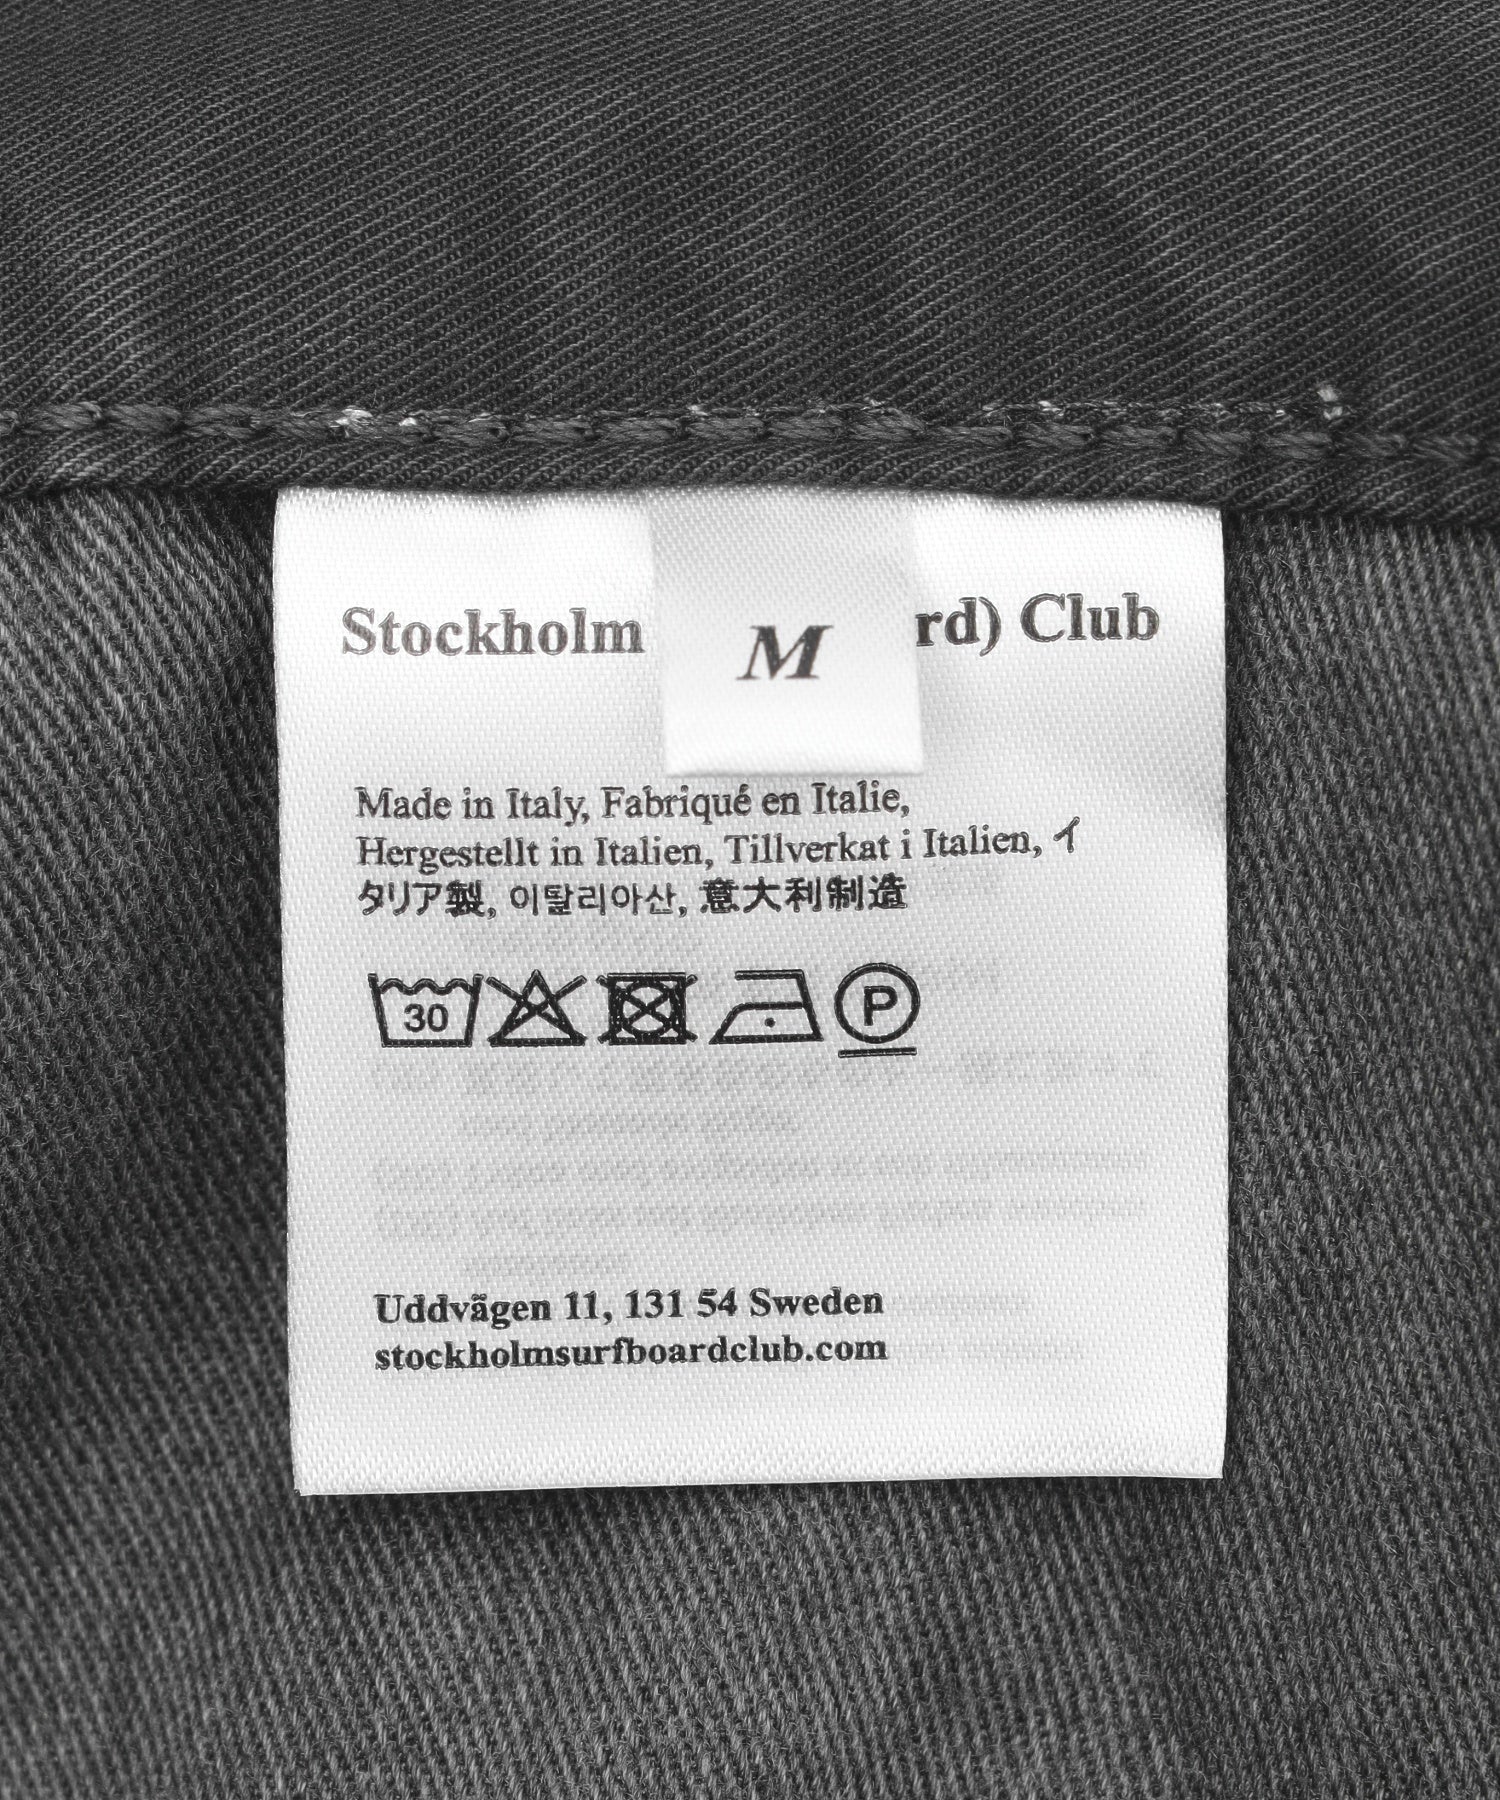 Stockholm rd) Club
M
Made in Italy, Fabriqué en Italie,
Hergestellt in Italien, Tillverkat i Italien, イ
タリア製, 이탈리아산, 意大利制造
30 P
Uddvägen 11, 131 54 Sweden
stockholmsurfboardclub.com